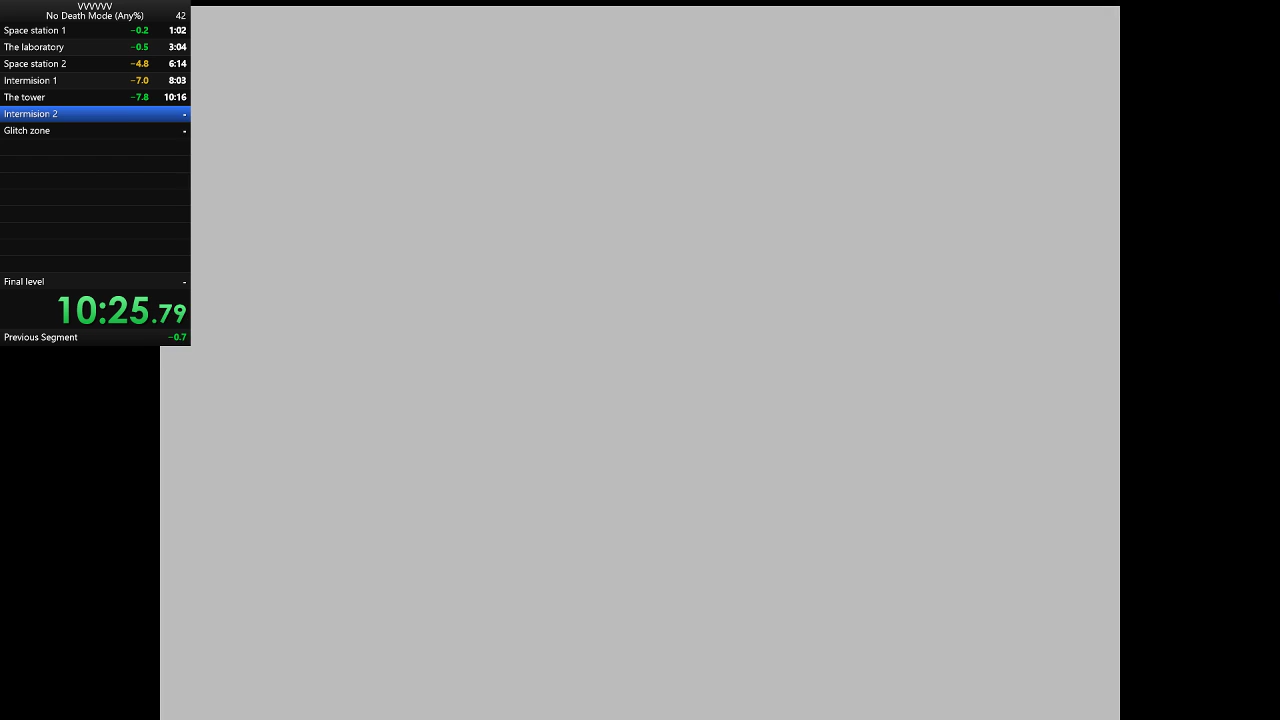 VVVVVV
No Death Mode (Any%) 42
Space station 1 −0.2 1:02
The laboratory −0.5 3:04
Space station 2 −4.8 6:14
Intermision 1 −7.0 8:03
The tower −7.8 10:16
Intermision 2 -
Glitch zone -
Final level -
10:25.79
Previous Segment −0.7